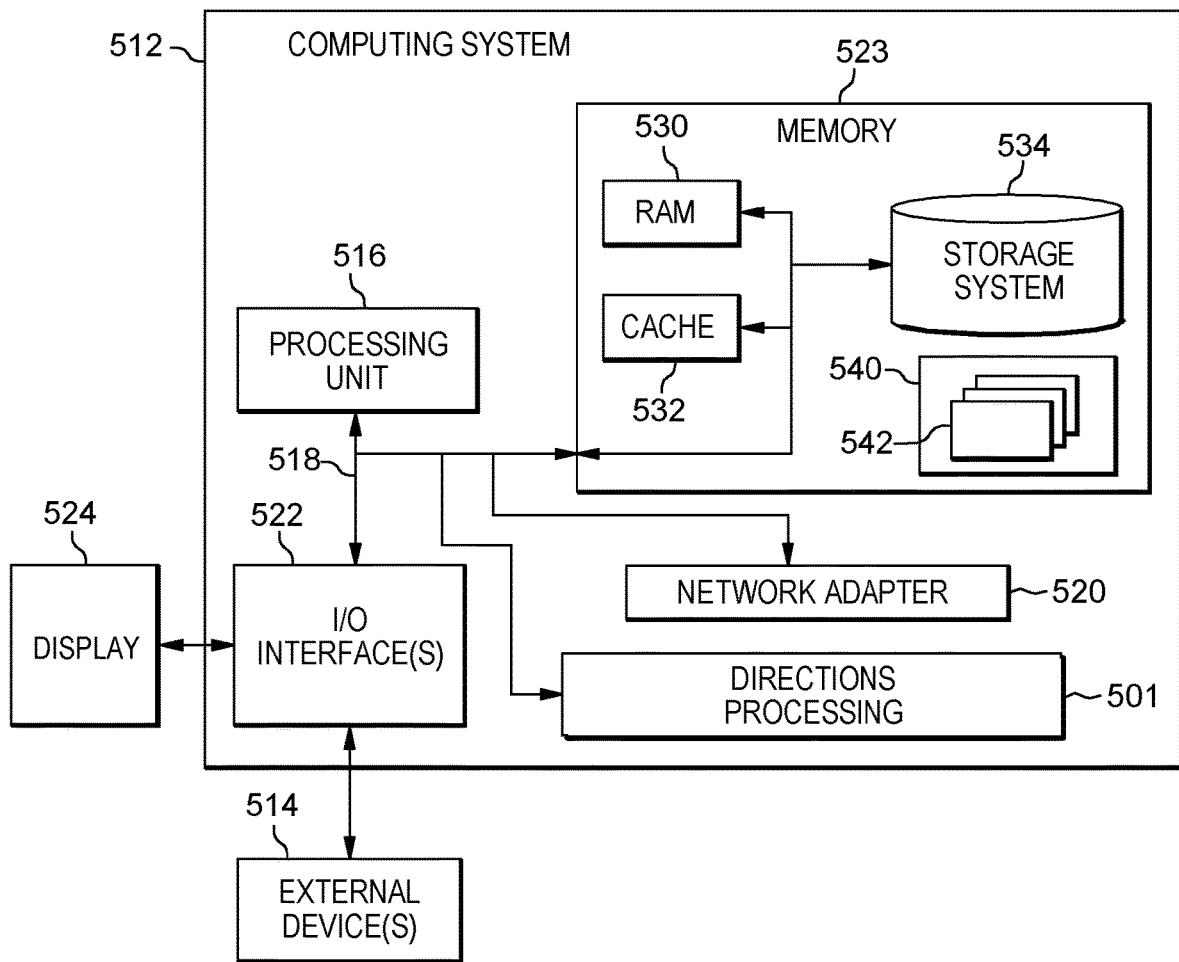 512
COMPUTING SYSTEM
523
MEMORY
530
RAM
534
STORAGE
SYSTEM
516
PROCESSING
UNIT
CACHE
532
540
542
518
524
522
DISPLAY
I/O
INTERFACE(S)
NETWORK ADAPTER
520
DIRECTIONS
PROCESSING
501
514
EXTERNAL
DEVICE(S)